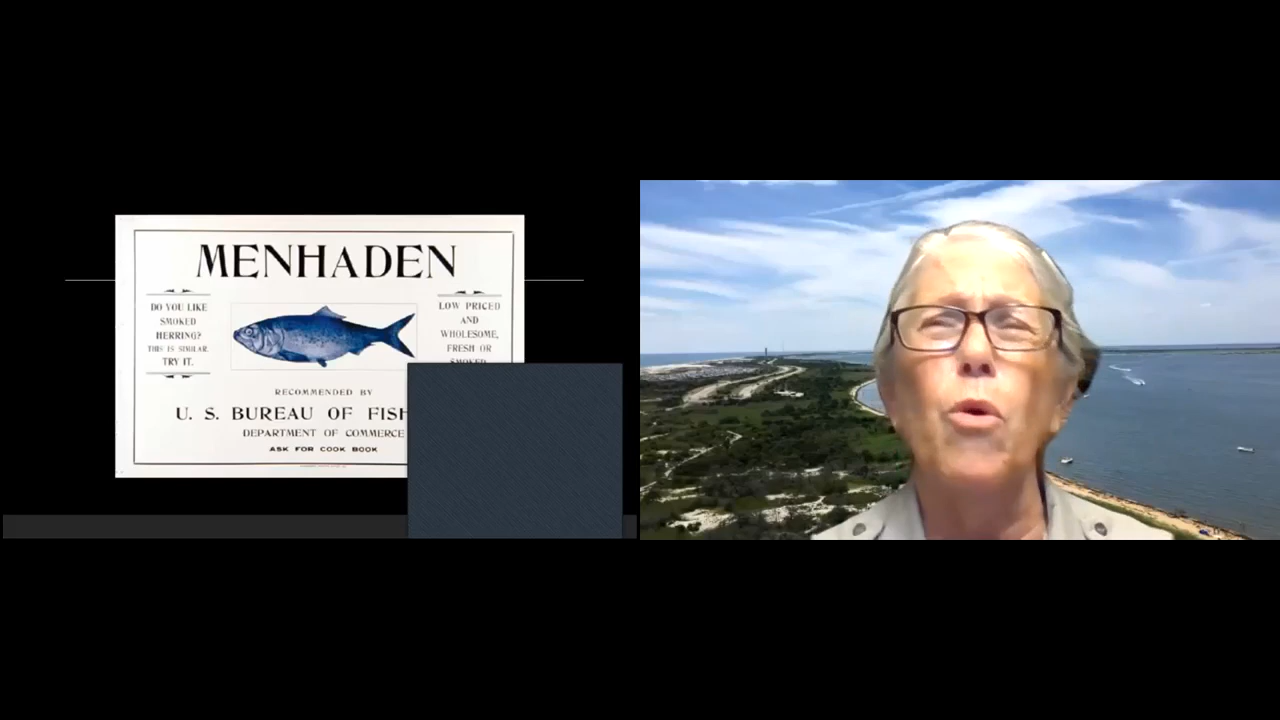 MENHADEN
DO YOU LIKE
SMOKED
HERRING?
THIS IS SIMILAR.
TRY IT.
LOW PRICED
AND
WHOLESOME,
FRESH OR
SMOKED
RECOMMENDED BY
U. S. BUREAU OF FISH
DEPARTMENT OF COMMERCE
ASK FOR COOK BOOK